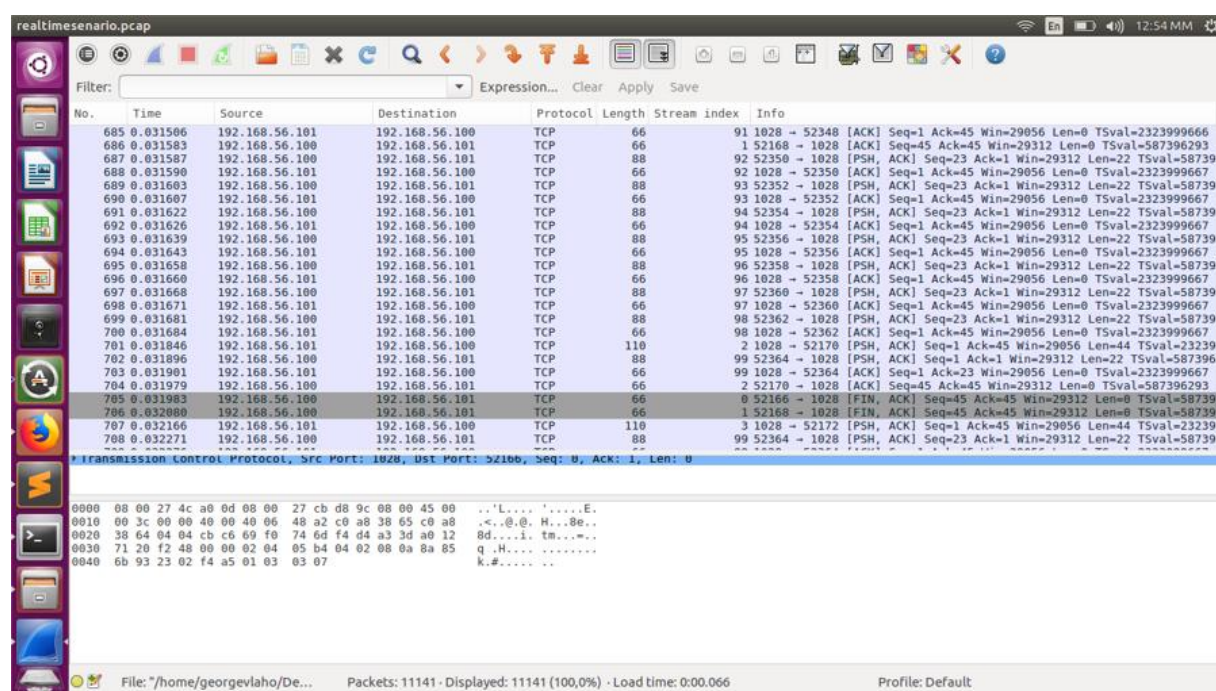 realtimesenario.pcap
En
12:54 ΜΜ
Filter:
Expression... Clear Apply Save
No. Time Source Destination Protocol Length Stream index Info
685 0.031506 192.168.56.101 192.168.56.100 TCP 66 91 1028 → 52348 [ACK] Seq=1 Ack=45 Win=29056 Len=0 TSval=2323999666
686 0.031583 192.168.56.100 192.168.56.101 TCP 66 1 52168 → 1028 [ACK] Seq=45 Ack=45 Win=29312 Len=0 TSval=587396293
687 0.031587 192.168.56.100 192.168.56.101 TCP 88 92 52350 → 1028 [PSH, ACK] Seq=23 Ack=1 Win=29312 Len=22 TSval=58739
688 0.031590 192.168.56.101 192.168.56.100 TCP 66 92 1028 → 52350 [ACK] Seq=1 Ack=45 Win=29056 Len=0 TSval=2323999667
689 0.031603 192.168.56.100 192.168.56.101 TCP 88 93 52352 → 1028 [PSH, ACK] Seq=23 Ack=1 Win=29312 Len=22 TSval=58739
690 0.031607 192.168.56.101 192.168.56.100 TCP 66 93 1028 → 52352 [ACK] Seq=1 Ack=45 Win=29056 Len=0 TSval=2323999667
691 0.031622 192.168.56.100 192.168.56.101 TCP 88 94 52354 → 1028 [PSH, ACK] Seq=23 Ack=1 Win=29312 Len=22 TSval=58739
692 0.031626 192.168.56.101 192.168.56.100 TCP 66 94 1028 → 52354 [ACK] Seq=1 Ack=45 Win=29056 Len=0 TSval=2323999667
693 0.031639 192.168.56.100 192.168.56.101 TCP 88 95 52356 → 1028 [PSH, ACK] Seq=23 Ack=1 Win=29312 Len=22 TSval=58739
694 0.031643 192.168.56.101 192.168.56.100 TCP 66 95 1028 → 52356 [ACK] Seq=1 Ack=45 Win=29056 Len=0 TSval=2323999667
695 0.031658 192.168.56.100 192.168.56.101 TCP 88 96 52358 → 1028 [PSH, ACK] Seq=23 Ack=1 Win=29312 Len=22 TSval=58739
696 0.031660 192.168.56.101 192.168.56.100 TCP 66 96 1028 → 52358 [ACK] Seq=1 Ack=45 Win=29056 Len=0 TSval=2323999667
697 0.031668 192.168.56.100 192.168.56.101 TCP 88 97 52360 → 1028 [PSH, ACK] Seq=23 Ack=1 Win=29312 Len=22 TSval=58739
698 0.031671 192.168.56.101 192.168.56.100 TCP 66 97 1028 → 52360 [ACK] Seq=1 Ack=45 Win=29056 Len=0 TSval=2323999667
699 0.031681 192.168.56.100 192.168.56.101 TCP 88 98 52362 → 1028 [PSH, ACK] Seq=23 Ack=1 Win=29312 Len=22 TSval=58739
700 0.031684 192.168.56.101 192.168.56.100 TCP 66 98 1028 → 52362 [ACK] Seq=1 Ack=45 Win=29056 Len=0 TSval=2323999667
701 0.031846 192.168.56.101 192.168.56.100 TCP 110 2 1028 → 52170 [PSH, ACK] Seq=1 Ack=45 Win=29056 Len=44 TSval=23239
702 0.031896 192.168.56.100 192.168.56.101 TCP 88 99 52364 → 1028 [PSH, ACK] Seq=1 Ack=1 Win=29312 Len=22 TSval=587396
703 0.031901 192.168.56.101 192.168.56.100 TCP 66 99 1028 → 52364 [ACK] Seq=1 Ack=23 Win=29056 Len=0 TSval=2323999667
704 0.031979 192.168.56.100 192.168.56.101 TCP 66 2 52170 → 1028 [ACK] Seq=45 Ack=45 Win=29312 Len=0 TSval=587396293
705 0.031983 192.168.56.100 192.168.56.101 TCP 66 0 52166 → 1028 [FIN, ACK] Seq=45 Ack=45 Win=29312 Len=0 TSval=58739
706 0.032080 192.168.56.100 192.168.56.101 TCP 66 1 52168 → 1028 [FIN, ACK] Seq=45 Ack=45 Win=29312 Len=0 TSval=58739
707 0.032166 192.168.56.101 192.168.56.100 TCP 110 3 1028 → 52172 [PSH, ACK] Seq=1 Ack=45 Win=29056 Len=44 TSval=23239
708 0.032271 192.168.56.100 192.168.56.101 TCP 88 99 52364 → 1028 [PSH, ACK] Seq=23 Ack=1 Win=29312 Len=22 TSval=58739
Transmission Control Protocol, Src Port: 1028, Dst Port: 52166, Seq: 0, Ack: 1, Len: 0
0000 08 00 27 4c a0 0d 08 00 27 cb d8 9c 08 00 45 00 ..'L.... '.....E.
0010 00 3c 00 00 40 00 40 06 48 a2 c0 a8 38 65 c0 a8 .<..@.@. H...8e..
0020 38 64 04 04 cb c6 69 f0 74 6d f4 d4 a3 3d a0 12 8d....i. tm...=..
0030 71 20 f2 48 00 00 02 04 05 b4 04 02 08 0a 8a 85 q .H.... ........
0040 6b 93 23 02 f4 a5 01 03 03 07 k.#..... ..
File: "/home/georgevlaho/De... Packets: 11141 · Displayed: 11141 (100,0%) · Load time: 0:00.066 Profile: Default